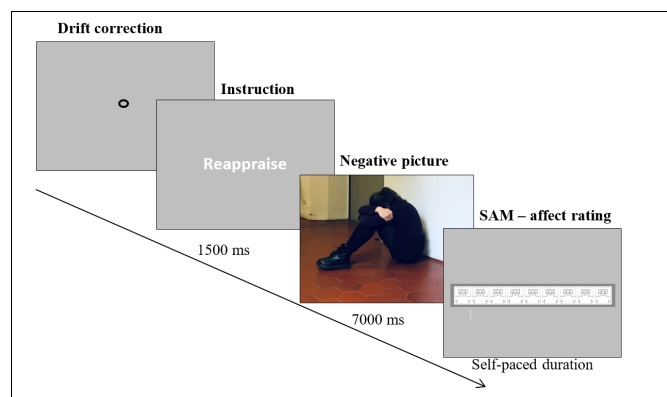 Drift correction
Instruction
Reappraise
Negative picture
SAM – affect rating
1500 ms
7000 ms
Self-paced duration